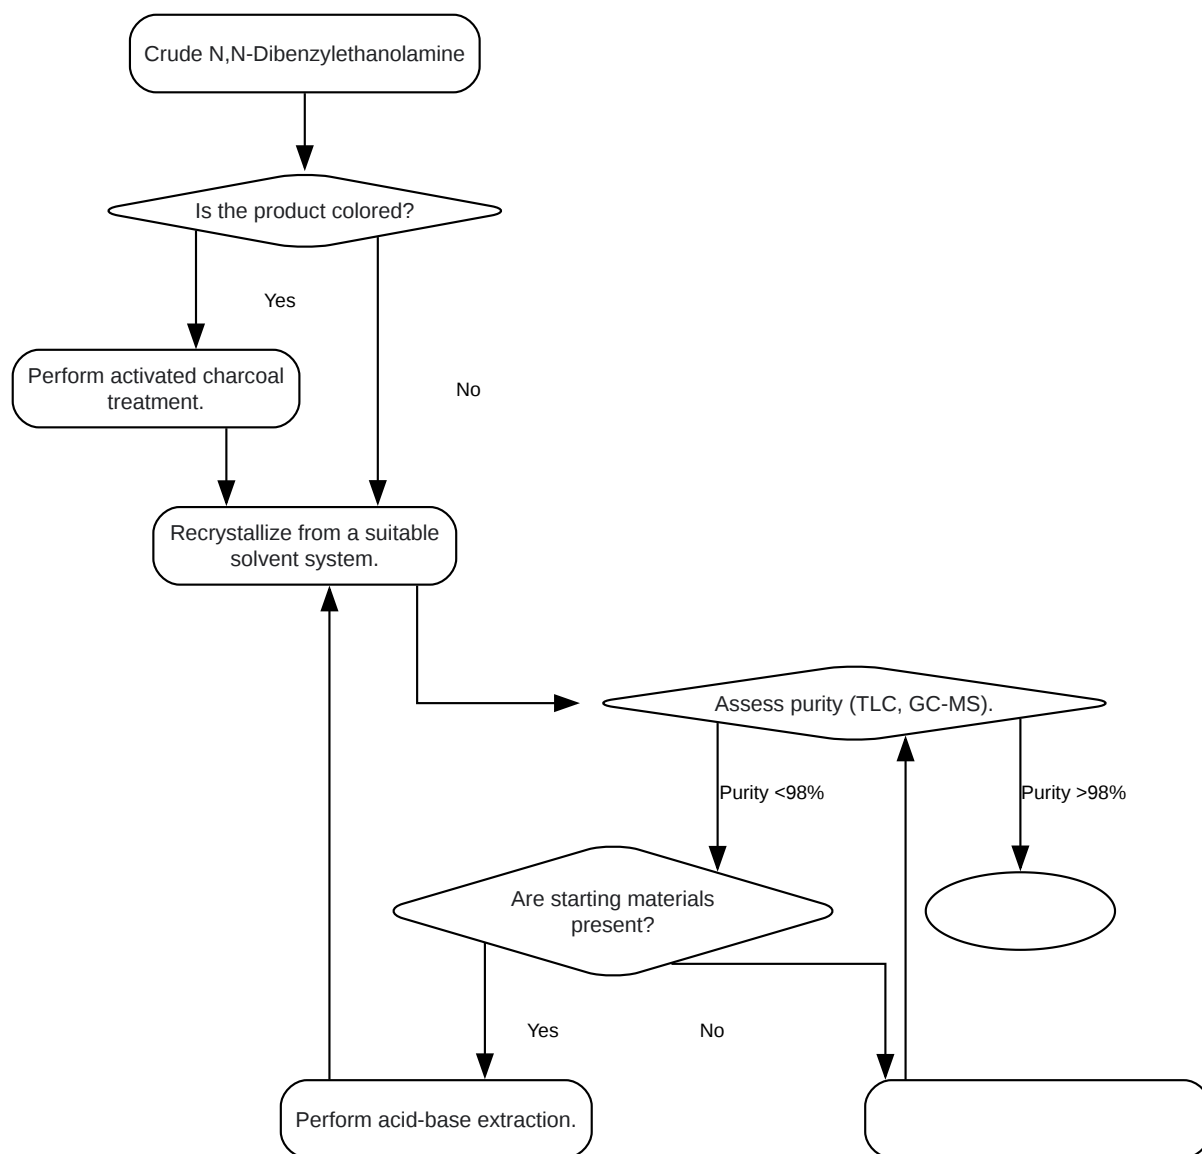 Crude N,N-Dibenzylethanolamine
Is the product colored?
Yes
Perform activated charcoal
treatment.
No
Recrystallize from a suitable
solvent system.
Assess purity (TLC, GC-MS).
Purity <98%
Purity >98%
Are starting materials
present?
Yes
No
Perform acid-base extraction.